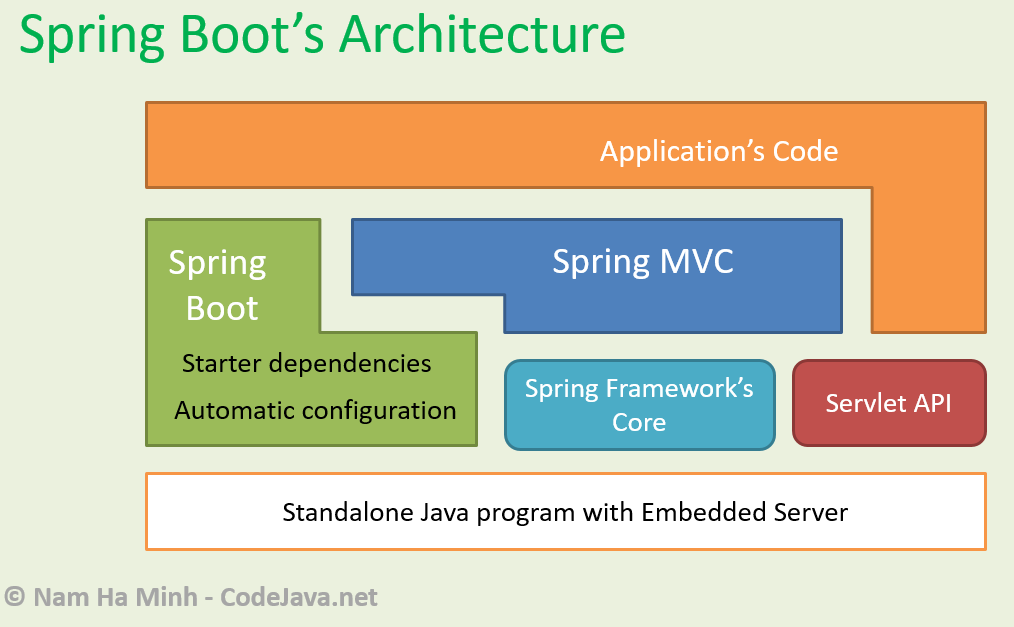 Spring Boot’s Architecture
Application’s Code
Spring
Boot
Spring MVC
Starter dependencies
Automatic configuration
Spring Framework’s
Core
Servlet API
Standalone Java program with Embedded Server
© Nam Ha Minh - CodeJava.net